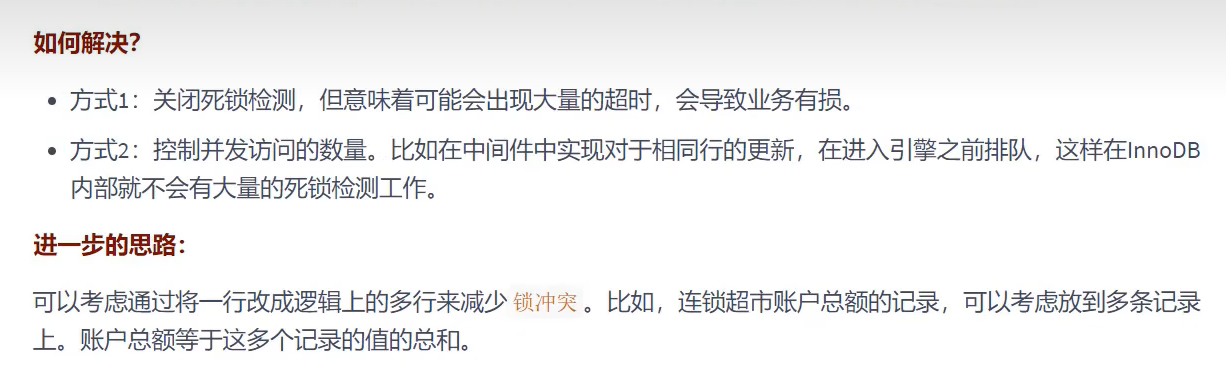 如何解决?
• 方式1：关闭死锁检测，但意味着可能会出现大量的超时，会导致业务有损。
• 方式2：控制并发访问的数量。比如在中间件中实现对于相同行的更新，在进入引擎之前排队，这样在InnoDB
内部就不会有大量的死锁检测工作。
进一步的思路：
可以考虑通过将一行改成逻辑上的多行来减少 锁冲突 。比如，连锁超市账户总额的记录，可以考虑放到多条记录
上。账户总额等于这多个记录的值的总和。